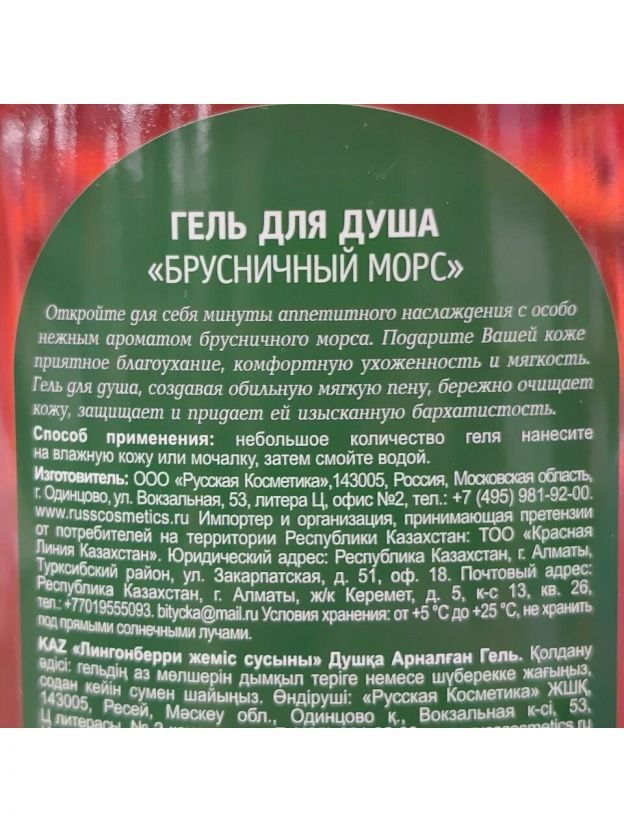 ГЕЛЬ ДЛЯ ДУША
«БРУСНИЧНЫЙ МОРС»
Откройте для себя минуты аппетитного наслаждения с особо
нежным ароматом брусничного морса. Подарите Вашей коже
приятное благоухание, комфортную ухоженность и мягкость.
Гель для душа, создавая обильную мягкую пену, бережно очищает
кожу, защищает и придает ей изысканную бархатистость.
Способ применения: небольшое количество геля нанесите
на влажную кожу или мочалку, затем смойте водой.
Изготовитель: ООО «Русская Косметика»,143005, Россия, Московская область,
г. Одинцово, ул. Вокзальная, 53, литера Ц, офис №2, тел.: +7 (495) 981-92-00.
www.russcosmetics.ru Импортер и организация, принимающая претензии
от потребителей на территории Республики Казахстан: ТОО «Красная
Линия Казахстан». Юридический адрес: Республика Казахстан, г. Алматы,
Турксибский район, ул. Закарпатская, д. 51, оф. 18. Почтовый адрес:
Республика Казахстан, г. Алматы, ж/к Керемет, д. 5, к-с 13, кв. 26,
тел.: +77019555093. bitycka@mail.ru Условия хранения: от +5 °C до +25 °C, не хранить
под прямыми солнечными лучами.
KAZ «Лингонберри жеміс сусыны» Душқа Арналған Гель. Қолдану
әдісі: гельдің аз мөлшерін дымқыл теріге немесе шүберекке жағыңыз,
содан кейін сумен шайыңыз. Өндіруші: «Русская Косметика» ЖШҚ,
143005, Ресей, Мәскеу обл., Одинцово қ., Вокзальная к-сі, 53,
Ц литерасы, № 2